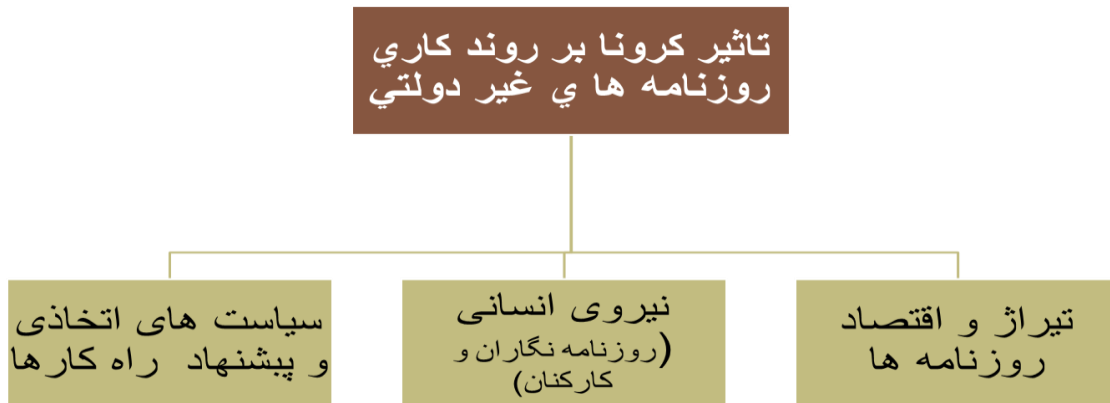 تاثير كرونا بر روند كاري
روزنامه ها ي غير دولتي
تیراژ و اقتصاد
روزنامه ها
نیروی انسانی
(روزنامه نگاران و
کارکنان)
سیاست های اتخاذی
و پیشنهاد راه کارها